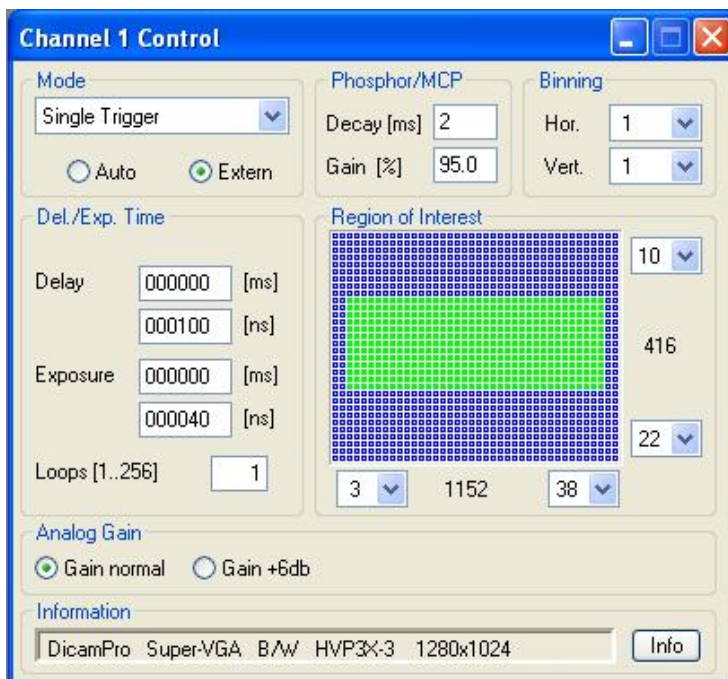 Channel 1 Control
Mode
Single Trigger
Auto Extern
Phosphor/MCP
Decay [ms] 2
Gain [%] 95.0
Binning
Hor. 1
Vert. 1
Del./Exp. Time
Delay 000000 [ms]
000100 [ns]
Exposure 000000 [ms]
000040 [ns]
Loops [1..256] 1
Region of Interest
10
416
22
3 1152 38
Analog Gain
Gain normal Gain +6db
Information
DicamPro Super-VGA B/W HVP3X-3 1280x1024
Info